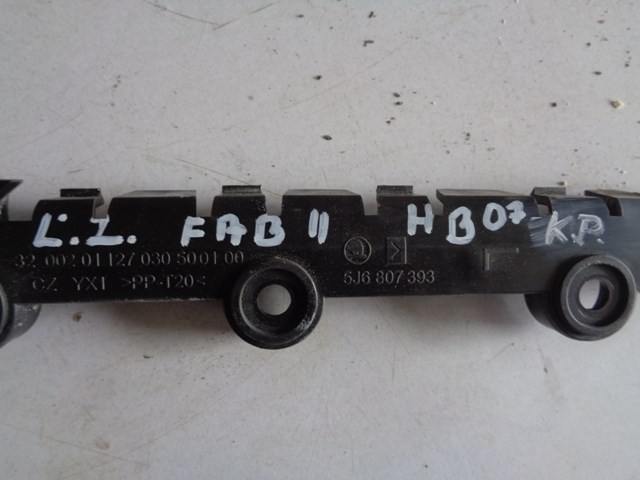 L.Z. FAB II HB07 K.P.
32 002 01 127 030 500 1 00
CZ YX1 >PP-T20< 5J6 807 393